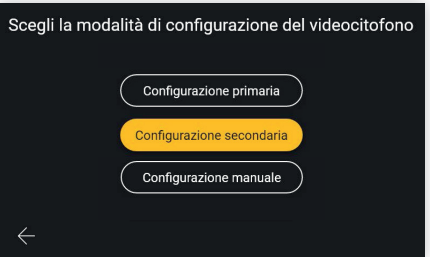 Scegli la modalità di configurazione del videocitofono
Configurazione primaria
Configurazione secondaria
Configurazione manuale